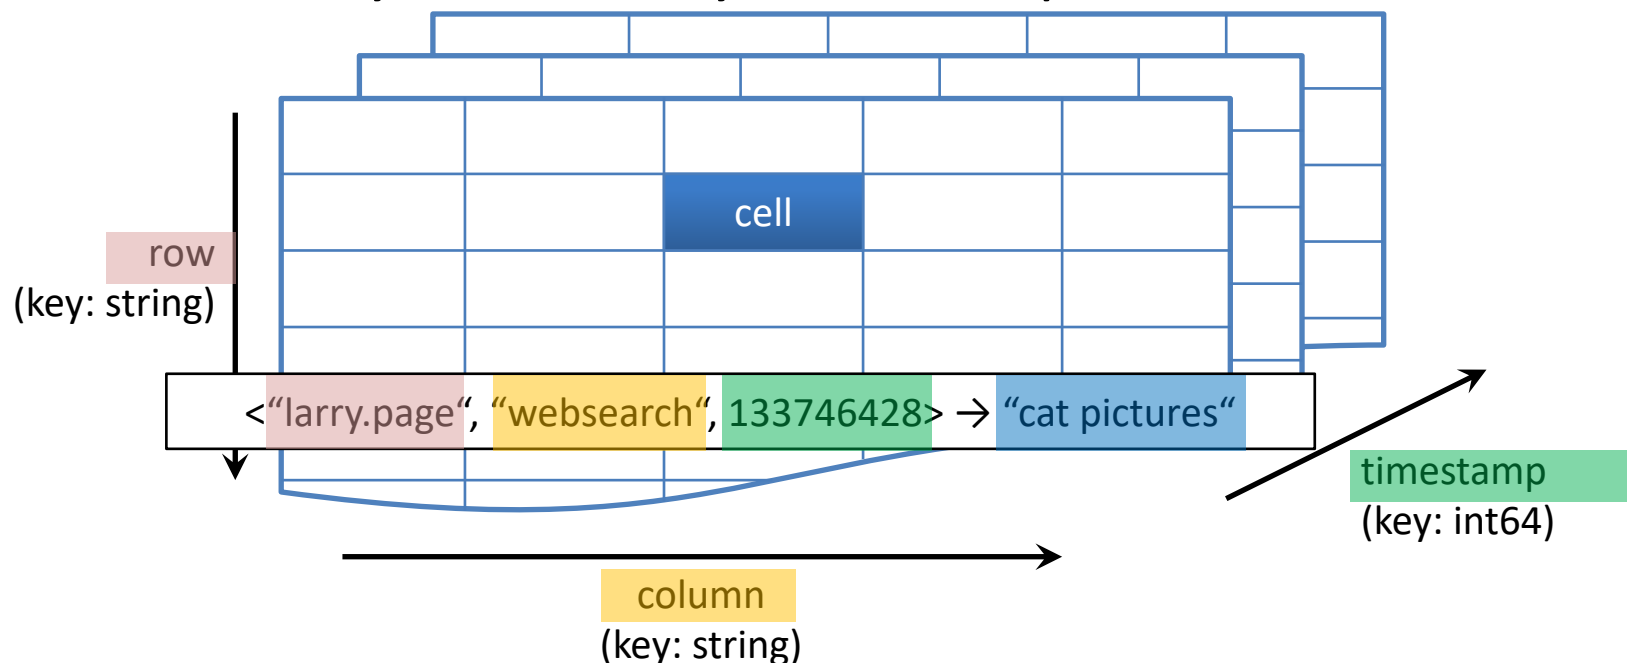 cell
row
(key: string)
<“larry.page“, “websearch“, 133746428> → “cat pictures“
timestamp
(key: int64)
column
(key: string)